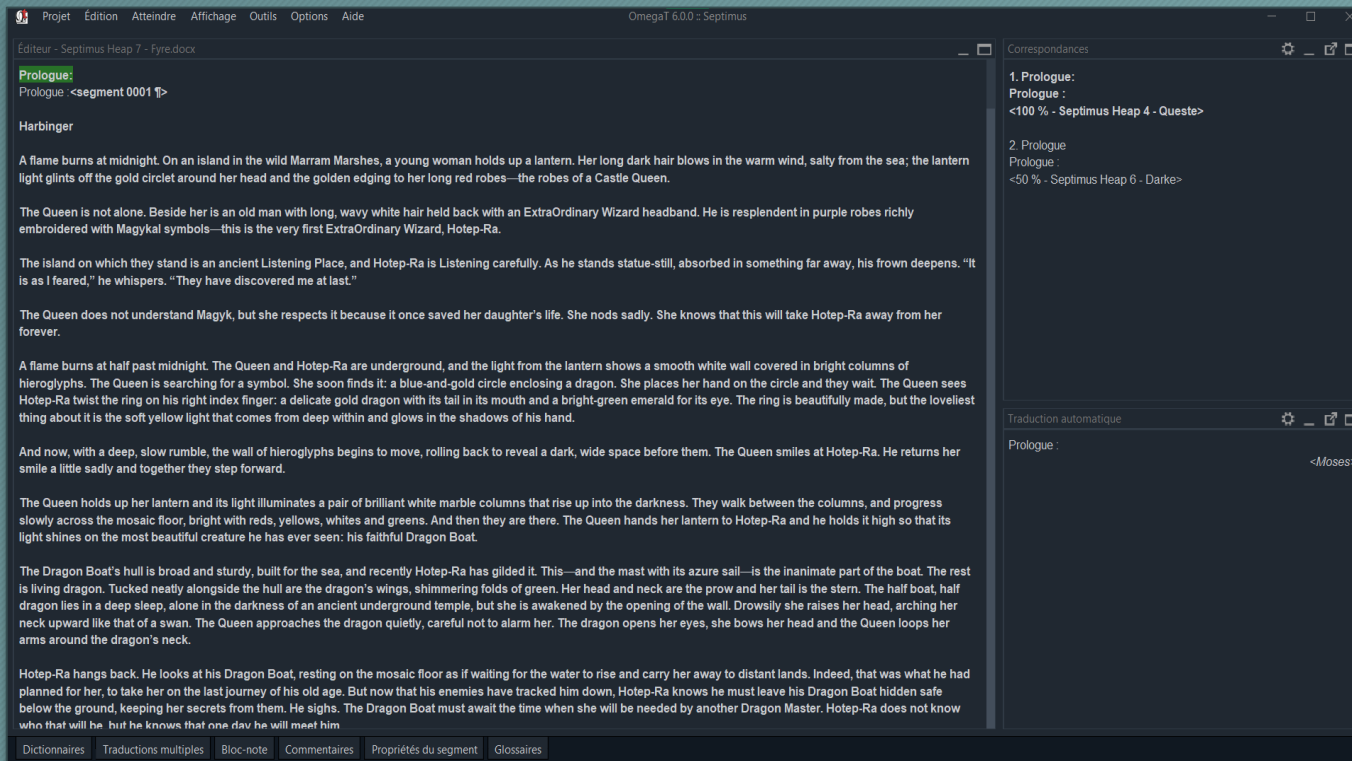 Projet Édition Atteindre Affichage Outils Options Aide OmegaT 6.0.0 :: Septimus
Éditeur - Septimus Heap 7 - Fyre.docx
Prologue:
Prologue :<segment 0001 ¶>
Harbinger
A flame burns at midnight. On an island in the wild Marram Marshes, a young woman holds up a lantern. Her long dark hair blows in the warm wind, salty from the sea; the lantern
light glints off the gold circlet around her head and the golden edging to her long red robes—the robes of a Castle Queen.
The Queen is not alone. Beside her is an old man with long, wavy white hair held back with an ExtraOrdinary Wizard headband. He is resplendent in purple robes richly
embroidered with Magykal symbols—this is the very first ExtraOrdinary Wizard, Hotep-Ra.
The island on which they stand is an ancient Listening Place, and Hotep-Ra is Listening carefully. As he stands statue-still, absorbed in something far away, his frown deepens. “It
is as I feared,” he whispers. “They have discovered me at last.”
The Queen does not understand Magyk, but she respects it because it once saved her daughter’s life. She nods sadly. She knows that this will take Hotep-Ra away from her
forever.
A flame burns at half past midnight. The Queen and Hotep-Ra are underground, and the light from the lantern shows a smooth white wall covered in bright columns of
hieroglyphs. The Queen is searching for a symbol. She soon finds it: a blue-and-gold circle enclosing a dragon. She places her hand on the circle and they wait. The Queen sees
Hotep-Ra twist the ring on his right index finger: a delicate gold dragon with its tail in its mouth and a bright-green emerald for its eye. The ring is beautifully made, but the loveliest
thing about it is the soft yellow light that comes from deep within and glows in the shadows of his hand.
And now, with a deep, slow rumble, the wall of hieroglyphs begins to move, rolling back to reveal a dark, wide space before them. The Queen smiles at Hotep-Ra. He returns her
smile a little sadly and together they step forward.
The Queen holds up her lantern and its light illuminates a pair of brilliant white marble columns that rise up into the darkness. They walk between the columns, and progress
slowly across the mosaic floor, bright with reds, yellows, whites and greens. And then they are there. The Queen hands her lantern to Hotep-Ra and he holds it high so that its
light shines on the most beautiful creature he has ever seen: his faithful Dragon Boat.
The Dragon Boat’s hull is broad and sturdy, built for the sea, and recently Hotep-Ra has gilded it. This—and the mast with its azure sail—is the inanimate part of the boat. The rest
is living dragon. Tucked neatly alongside the hull are the dragon’s wings, shimmering folds of green. Her head and neck are the prow and her tail is the stern. The half boat, half
dragon lies in a deep sleep, alone in the darkness of an ancient underground temple, but she is awakened by the opening of the wall. Drowsily she raises her head, arching her
neck upward like that of a swan. The Queen approaches the dragon quietly, careful not to alarm her. The dragon opens her eyes, she bows her head and the Queen loops her
arms around the dragon’s neck.
Hotep-Ra hangs back. He looks at his Dragon Boat, resting on the mosaic floor as if waiting for the water to rise and carry her away to distant lands. Indeed, that was what he had
planned for her, to take her on the last journey of his old age. But now that his enemies have tracked him down, Hotep-Ra knows he must leave his Dragon Boat hidden safe
below the ground, keeping her secrets from them. He sighs. The Dragon Boat must await the time when she will be needed by another Dragon Master. Hotep-Ra does not know
who that will be, but he knows that one day he will meet him
Correspondances
1. Prologue:
Prologue :
<100 % - Septimus Heap 4 - Queste>
2. Prologue
Prologue :
<50 % - Septimus Heap 6 - Darke>
Traduction automatique
Prologue :
<Moses>
Dictionnaires Traductions multiples Bloc-note Commentaires Propriétés du segment Glossaires